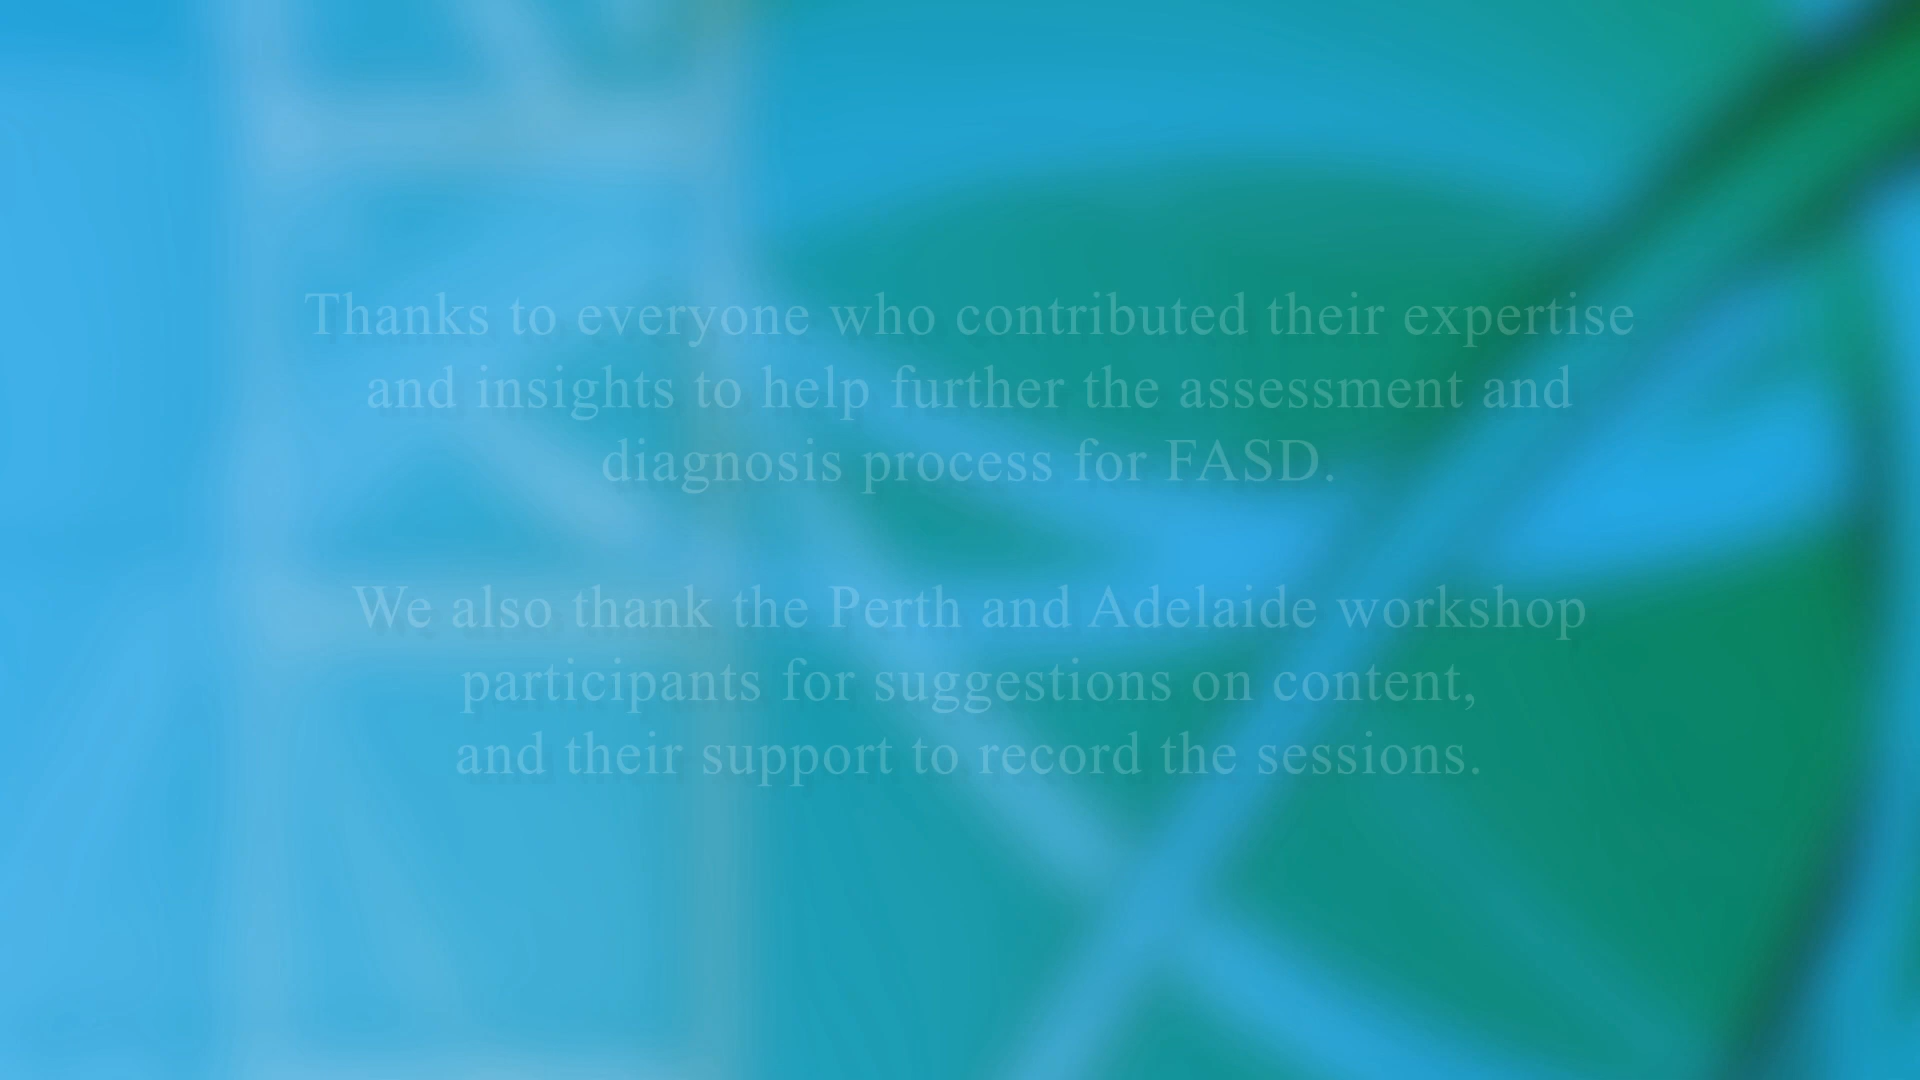 Thanks to everyone who contributed their expertise
and insights to help further the assessment and
diagnosis process for FASD.
We also thank the Perth and Adelaide workshop
participants for suggestions on content,
and their support to record the sessions.